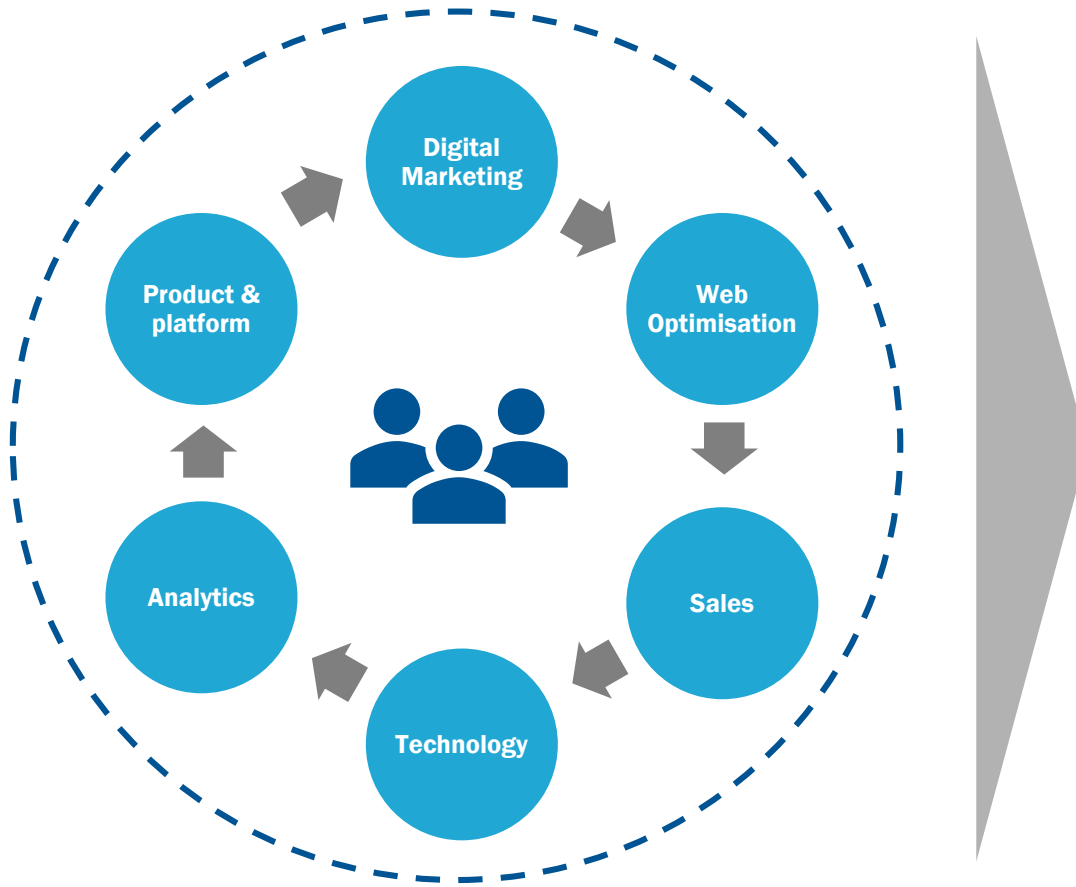 Digital
Marketing
Web
Optimisation
Sales
Technology
Analytics
Product &
platform